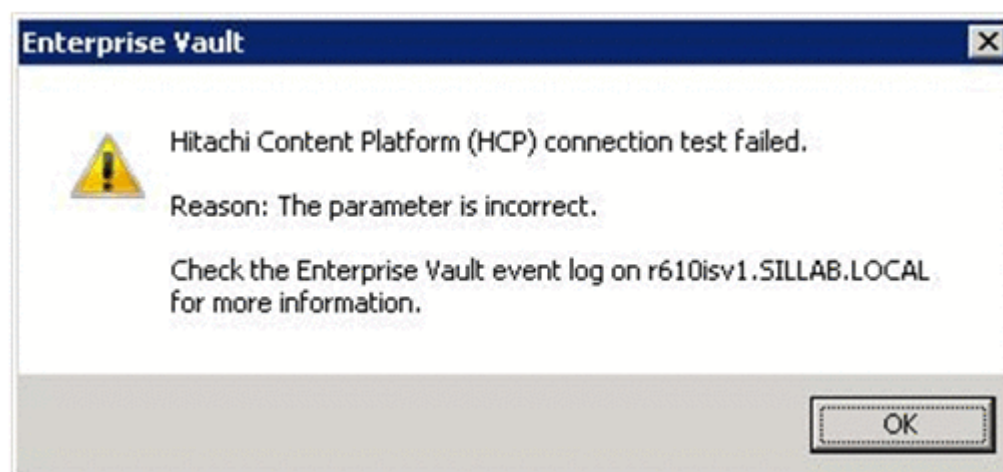 Enterprise Vault
Hitachi Content Platform (HCP) connection test failed.
Reason: The parameter is incorrect.
Check the Enterprise Vault event log on r610isv1.SILLAB.LOCAL
for more information.
OK